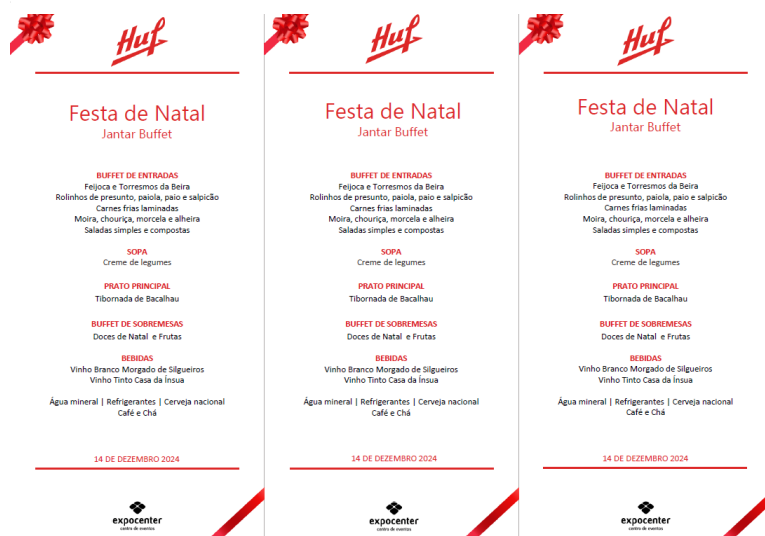 Huf
Festa de Natal
Jantar Buffet
BUFFET DE ENTRADAS
Feijoca e Torresmos da Beira
Rolinhos de presunto, paiola, paio e salpicão
Carnes frias laminadas
Moira, chouriça, morcela e alheira
Saladas simples e compostas
SOPA
Creme de legumes
PRATO PRINCIPAL
Tibornada de Bacalhau
BUFFET DE SOBREMESAS
Doces de Natal e Frutas
BEBIDAS
Vinho Branco Morgado de Silgueiros
Vinho Tinto Casa da Ínsua
Água mineral | Refrigerantes | Cerveja nacional
Café e Chá
14 DE DEZEMBRO 2024
expocenter
centro de eventos
Huf
Festa de Natal
Jantar Buffet
BUFFET DE ENTRADAS
Feijoca e Torresmos da Beira
Rolinhos de presunto, paiola, paio e salpicão
Carnes frias laminadas
Moira, chouriça, morcela e alheira
Saladas simples e compostas
SOPA
Creme de legumes
PRATO PRINCIPAL
Tibornada de Bacalhau
BUFFET DE SOBREMESAS
Doces de Natal e Frutas
BEBIDAS
Vinho Branco Morgado de Silgueiros
Vinho Tinto Casa da Ínsua
Água mineral | Refrigerantes | Cerveja nacional
Café e Chá
14 DE DEZEMBRO 2024
expocenter
centro de eventos
Huf
Festa de Natal
Jantar Buffet
BUFFET DE ENTRADAS
Feijoca e Torresmos da Beira
Rolinhos de presunto, paiola, paio e salpicão
Carnes frias laminadas
Moira, chouriça, morcela e alheira
Saladas simples e compostas
SOPA
Creme de legumes
PRATO PRINCIPAL
Tibornada de Bacalhau
BUFFET DE SOBREMESAS
Doces de Natal e Frutas
BEBIDAS
Vinho Branco Morgado de Silgueiros
Vinho Tinto Casa da Ínsua
Água mineral | Refrigerantes | Cerveja nacional
Café e Chá
14 DE DEZEMBRO 2024
expocenter
centro de eventos